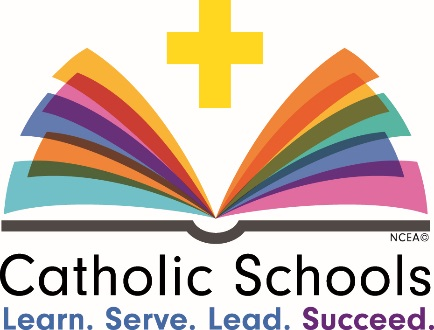 NCEA©
Catholic Schools
Learn. Serve. Lead. Succeed.